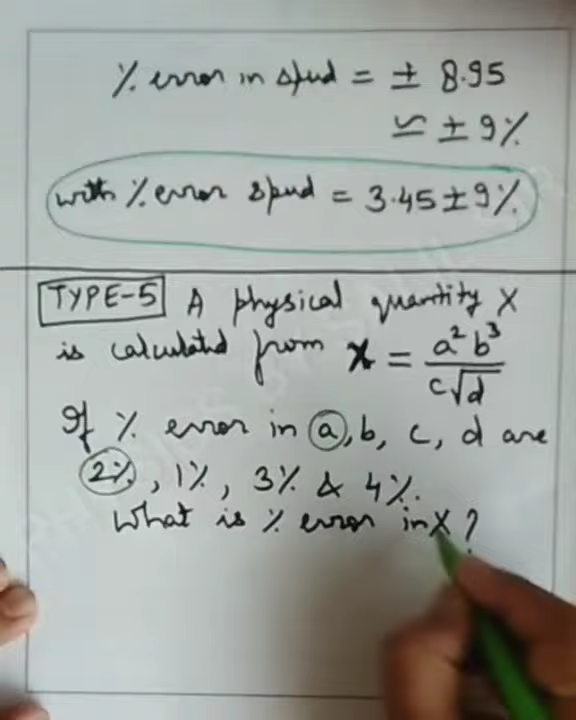 % error in speed = ± 8.95
≃ ± 9%
with % error speed = 3.45 ± 9%
TYPE-5 A physical quantity X
is calculated from x = a²b³ / c√d
If % error in a, b, c, d are
2%, 1%, 3% & 4%.
What is % error in X?